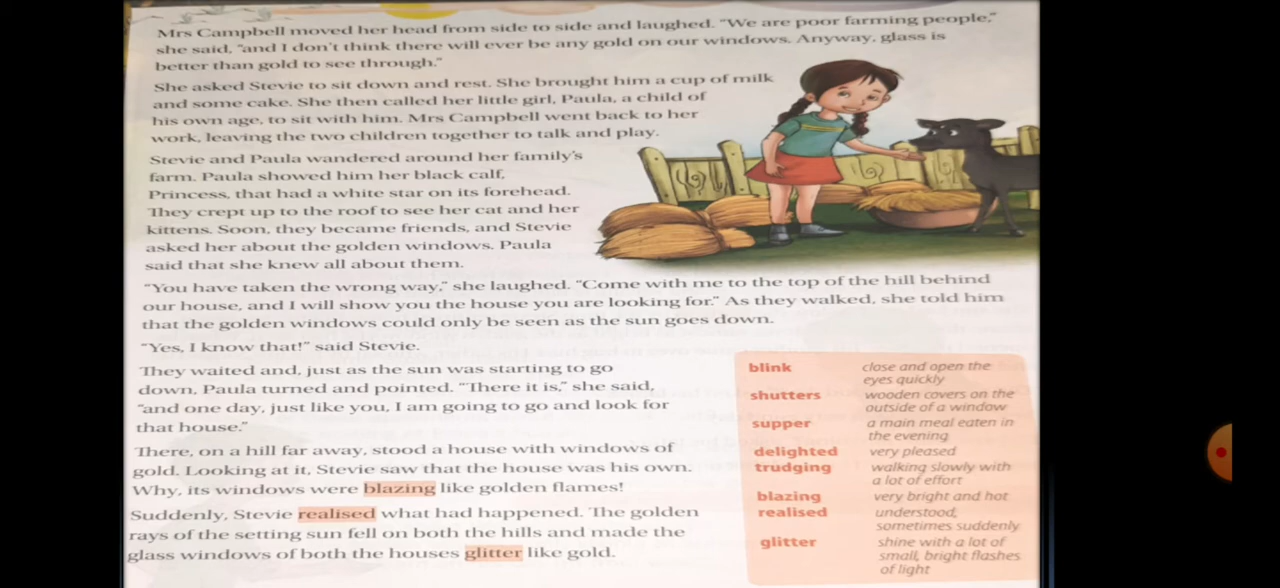 Mrs Campbell moved her head from side to side and laughed. "We are poor farming people,"
she said, "and I don't think there will ever be any gold on our windows. Anyway, glass is
better than gold to see through."
She asked Stevie to sit down and rest. She brought him a cup of milk
and some cake. She then called her little girl, Paula, a child of
his own age, to sit with him. Mrs Campbell went back to her
work, leaving the two children together to talk and play.
Stevie and Paula wandered around her family's
farm. Paula showed him her black calf,
Princess, that had a white star on its forehead.
They crept up to the roof to see her cat and her
kittens. Soon, they became friends, and Stevie
asked her about the golden windows. Paula
said that she knew all about them.
"You have taken the wrong way," she laughed. "Come with me to the top of the hill behind
our house, and I will show you the house you are looking for." As they walked, she told him
that the golden windows could only be seen as the sun goes down.
"Yes, I know that!" said Stevie.
They waited and, just as the sun was starting to go
down, Paula turned and pointed. "There it is," she said,
"and one day, just like you, I am going to go and look for
that house."
There, on a hill far away, stood a house with windows of
gold. Looking at it, Stevie saw that the house was his own.
Why, its windows were blazing like golden flames!
Suddenly, Stevie realised what had happened. The golden
rays of the setting sun fell on both the hills and made the
glass windows of both the houses glitter like gold.
blink close and open the
eyes quickly
shutters wooden covers on the
outside of a window
supper a main meal eaten in
the evening
delighted very pleased
trudging walking slowly with
a lot of effort
blazing very bright and hot
realised understood,
sometimes suddenly
glitter shine with a lot of
small, bright flashes
of light